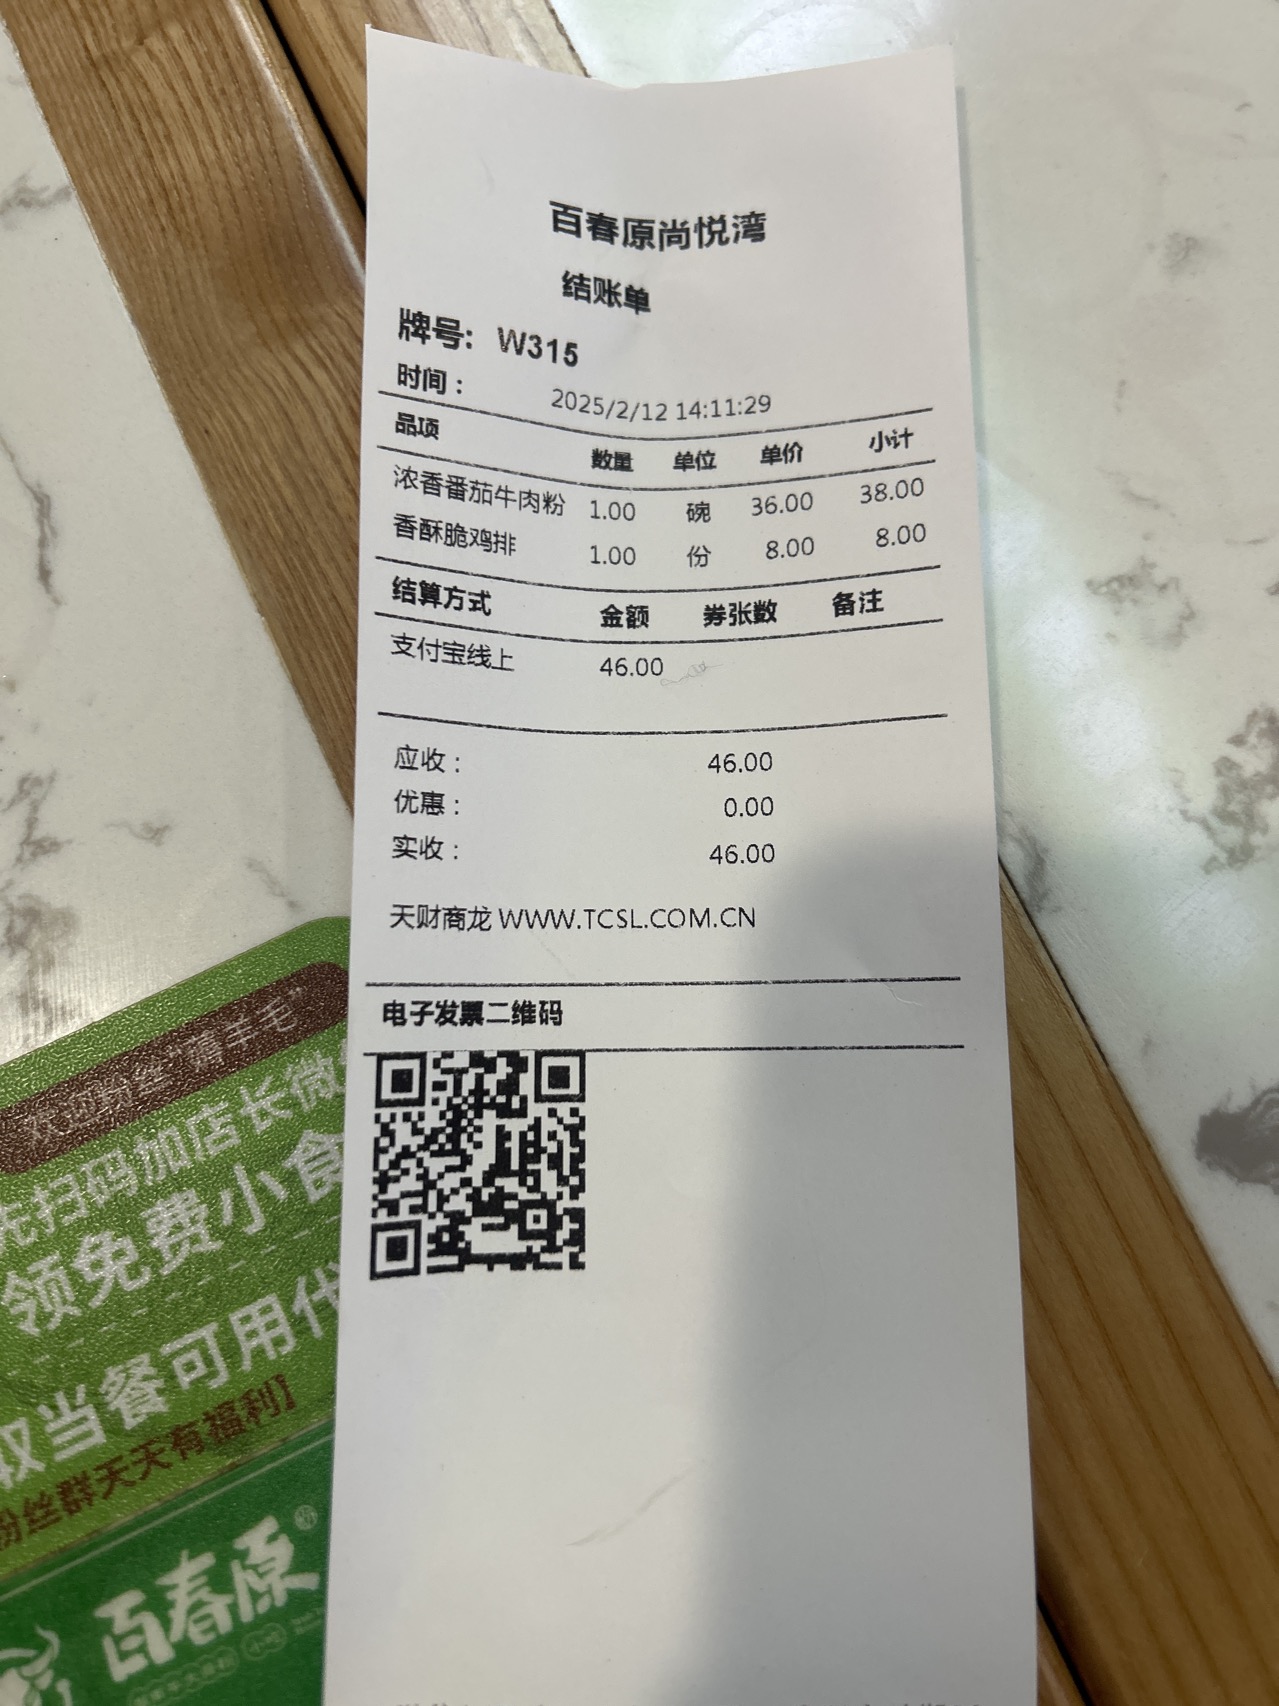 百春原尚悦湾
结账单
牌号: W315
时间: 2025/2/12 14:11:29
品项 数量 单位 单价 小计
浓香番茄牛肉粉 1.00 碗 36.00 38.00
香酥脆鸡排 1.00 份 8.00 8.00
结算方式 金额 券张数 备注
支付宝线上 46.00
应收: 46.00
优惠: 0.00
实收: 46.00
天财商龙 WWW.TCSL.COM.CN
电子发票二维码
欢迎粉丝"薅羊毛"
先扫码加店长微
领免费小食
取当餐可用代
粉丝群天天有福利】
百春原
小吃